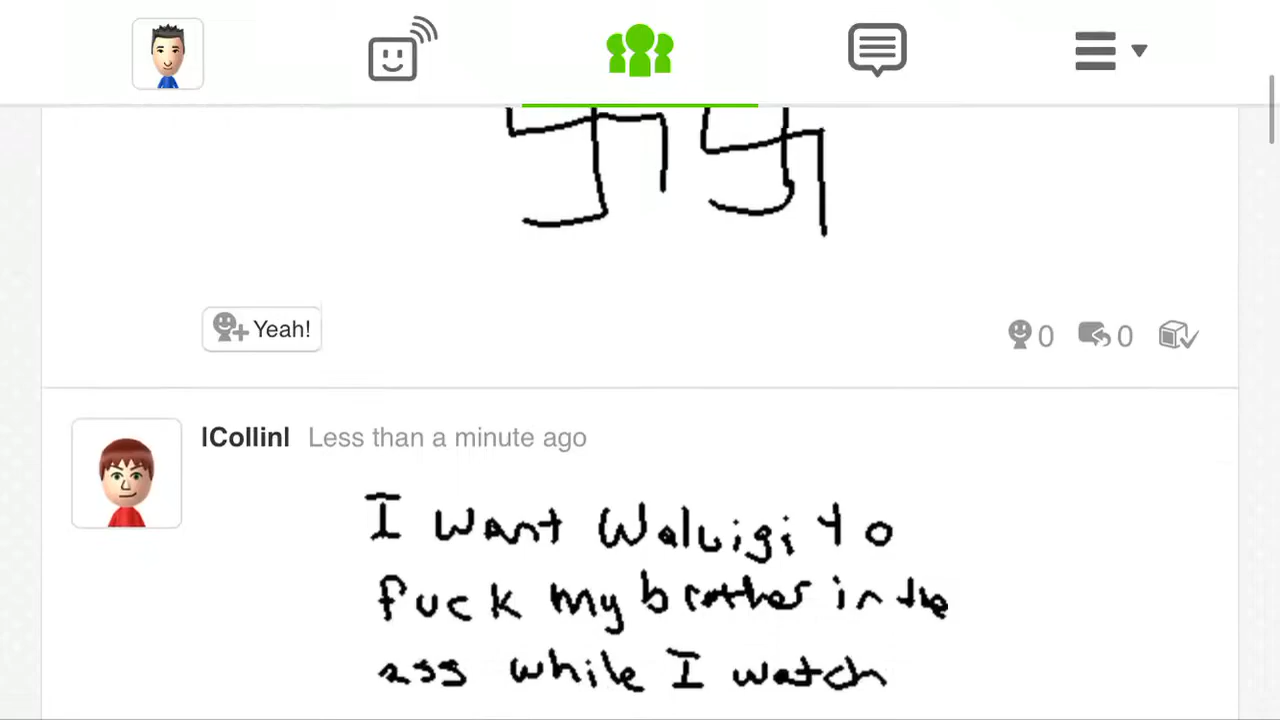 Yeah!
0
0
lCollinl Less than a minute ago
I want Waluigi to
fuck my brother in the
ass while I watch